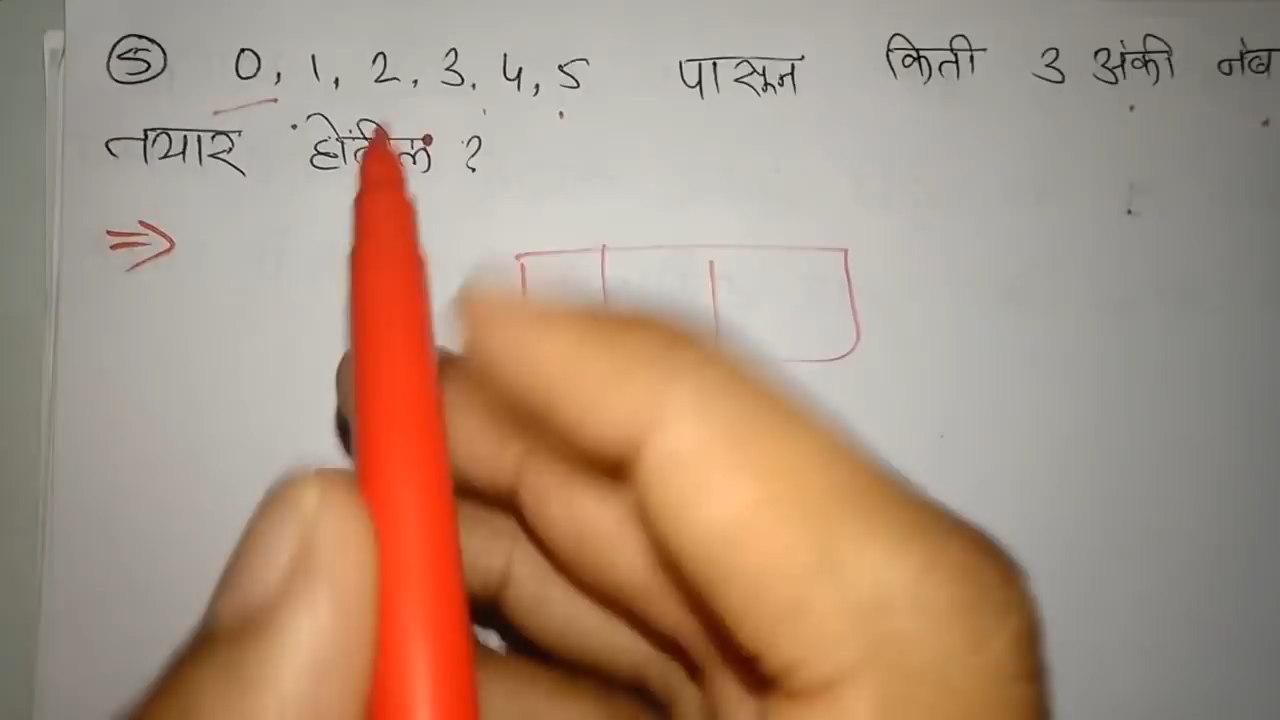 ⑤ 0, 1, 2, 3, 4, 5 पासून किती 3 अंकी
तयार होतील ?
⇒